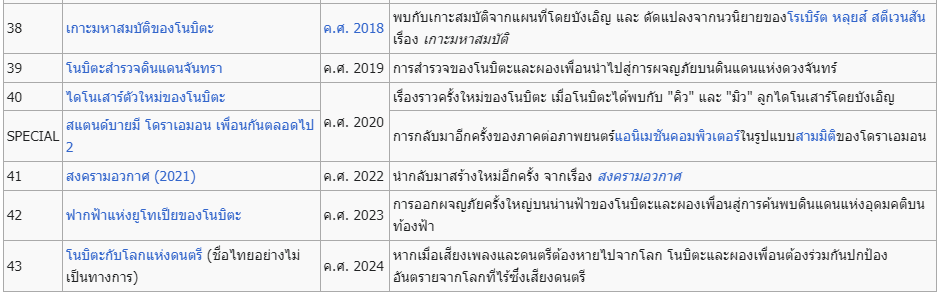 38 เกาะมหาสมบัติของโนบิตะ ค.ศ. 2018 พบกับเกาะสมบัติจากแผนที่โดยบังเอิญ และ ดัดแปลงจากนวนิยายของโรเบิร์ต หลุยส์ สตีเวนสัน
เรื่อง เกาะมหาสมบัติ
39 โนบิตะสำรวจดินแดนจันทรา ค.ศ. 2019 การสำรวจของโนบิตะและผองเพื่อนนำไปสู่การผจญภัยบนดินแดนแห่งดวงจันทร์
40 ไดโนเสาร์ตัวใหม่ของโนบิตะ ค.ศ. 2020 เรื่องราวครั้งใหม่ของโนบิตะ เมื่อโนบิตะได้พบกับ "คิว" และ "มิว" ลูกไดโนเสาร์โดยบังเอิญ
SPECIAL สแตนด์บายมี โดราเอมอน เพื่อนกันตลอดไป
2 การกลับมาอีกครั้งของภาคต่อภาพยนตร์แอนิเมชันคอมพิวเตอร์ในรูปแบบสามมิติของโดราเอมอน
41 สงครามอวกาศ (2021) ค.ศ. 2022 นำกลับมาสร้างใหม่อีกครั้ง จากเรื่อง สงครามอวกาศ
42 ฟากฟ้าแห่งยูโทเปียของโนบิตะ ค.ศ. 2023 การออกผจญภัยครั้งใหญ่บนน่านฟ้าของโนบิตะและผองเพื่อนสู่การค้นพบดินแดนแห่งอุดมคติบน
ท้องฟ้า
43 โนบิตะกับโลกแห่งดนตรี (ชื่อไทยอย่างไม่
เป็นทางการ) ค.ศ. 2024 หากเมื่อเสียงเพลงและดนตรีต้องหายไปจากโลก โนบิตะและผองเพื่อนต้องร่วมกันปกป้อง
อันตรายจากโลกที่ไร้ซึ่งเสียงดนตรี